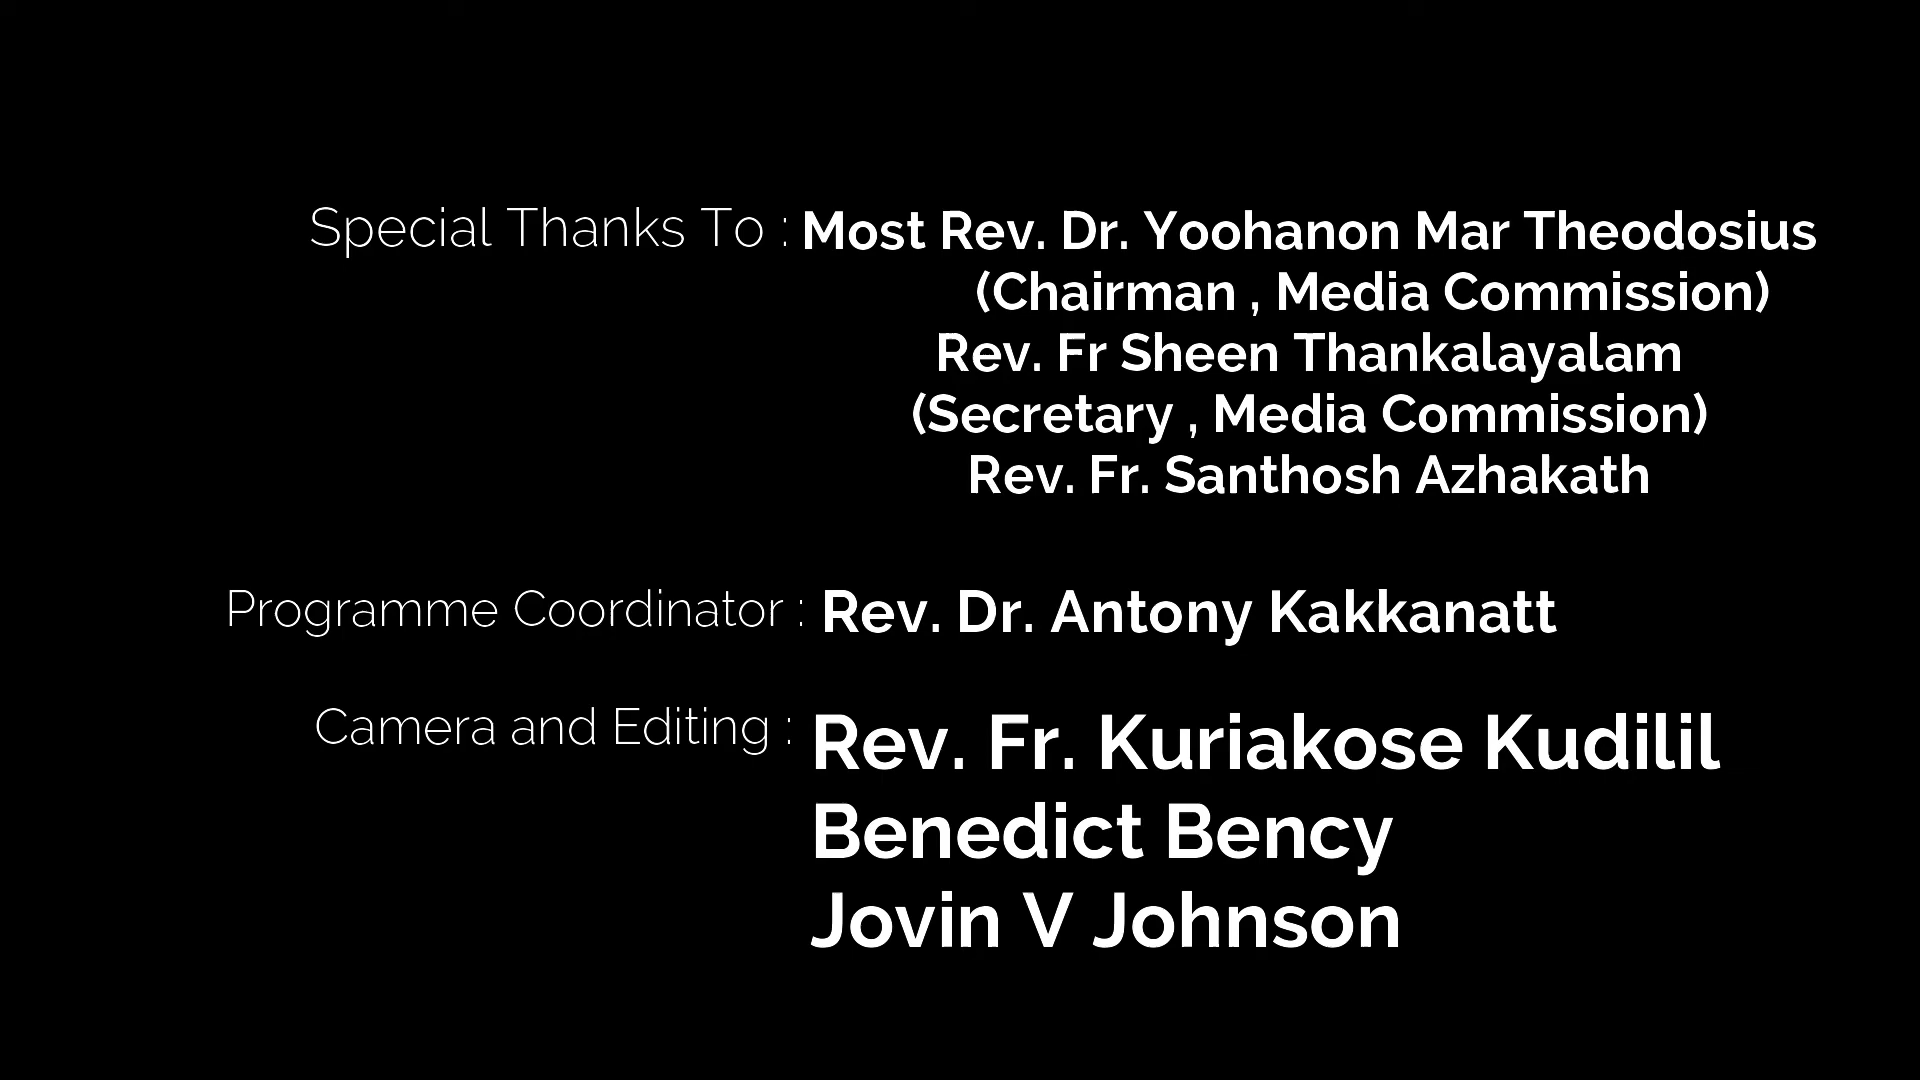 Special Thanks To : Most Rev. Dr. Yoohanon Mar Theodosius
(Chairman , Media Commission)
Rev. Fr Sheen Thankalayalam
(Secretary , Media Commission)
Rev. Fr. Santhosh Azhakath
Programme Coordinator : Rev. Dr. Antony Kakkanatt
Camera and Editing : Rev. Fr. Kuriakose Kudilil
Benedict Bency
Jovin V Johnson